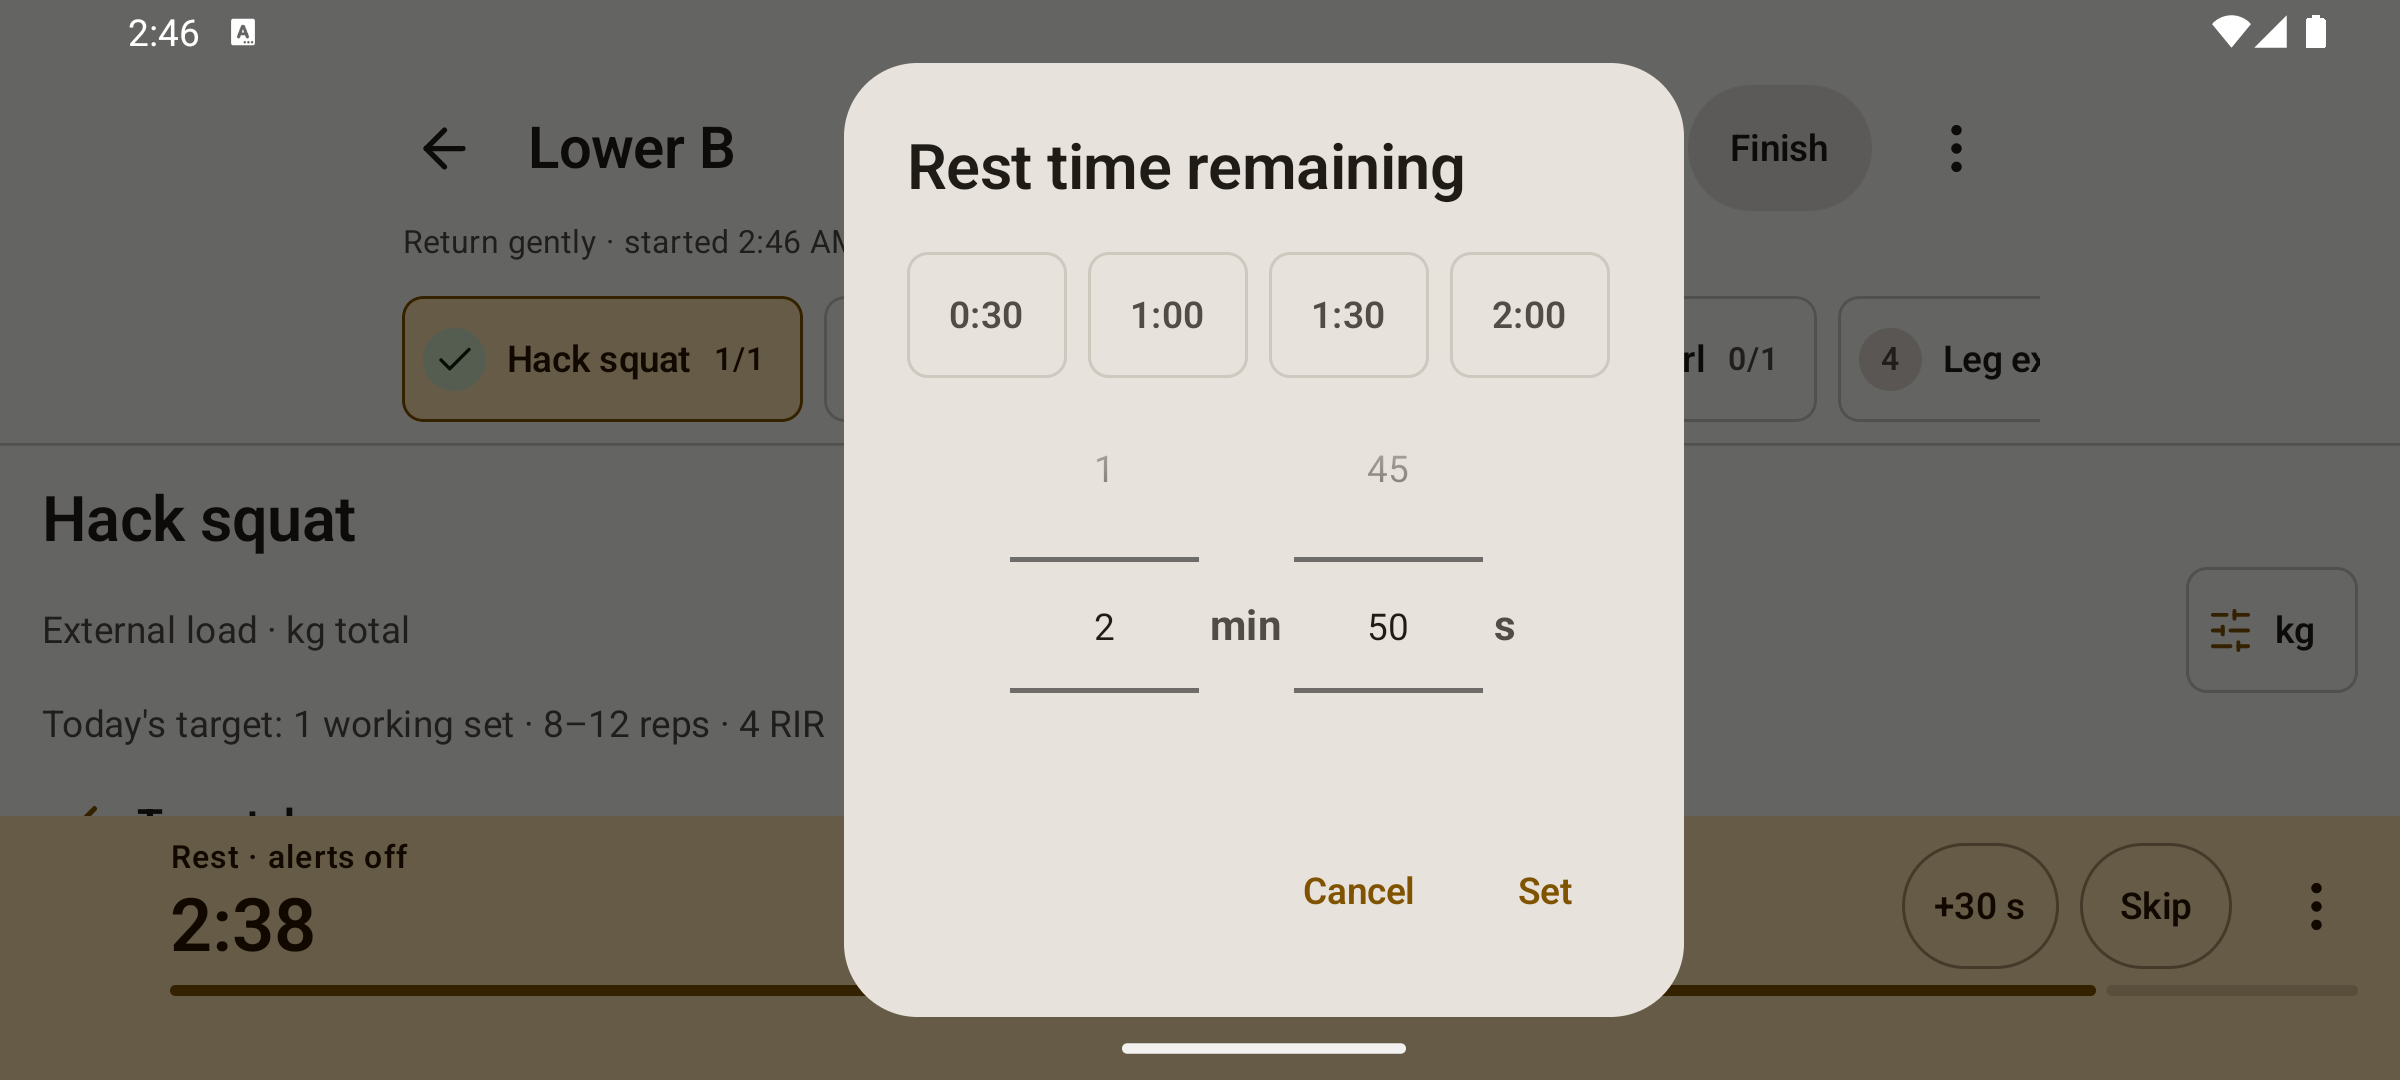 2:46
Lower B
Finish
Return gently · started 2:46 AM
Hack squat 1/1
rl 0/1
4 Leg ex
Rest time remaining
0:30
1:00
1:30
2:00
1 45
2 min 50 s
Cancel
Set
Hack squat
External load · kg total
kg
Today's target: 1 working set · 8–12 reps · 4 RIR
Rest · alerts off
2:38
+30 s
Skip